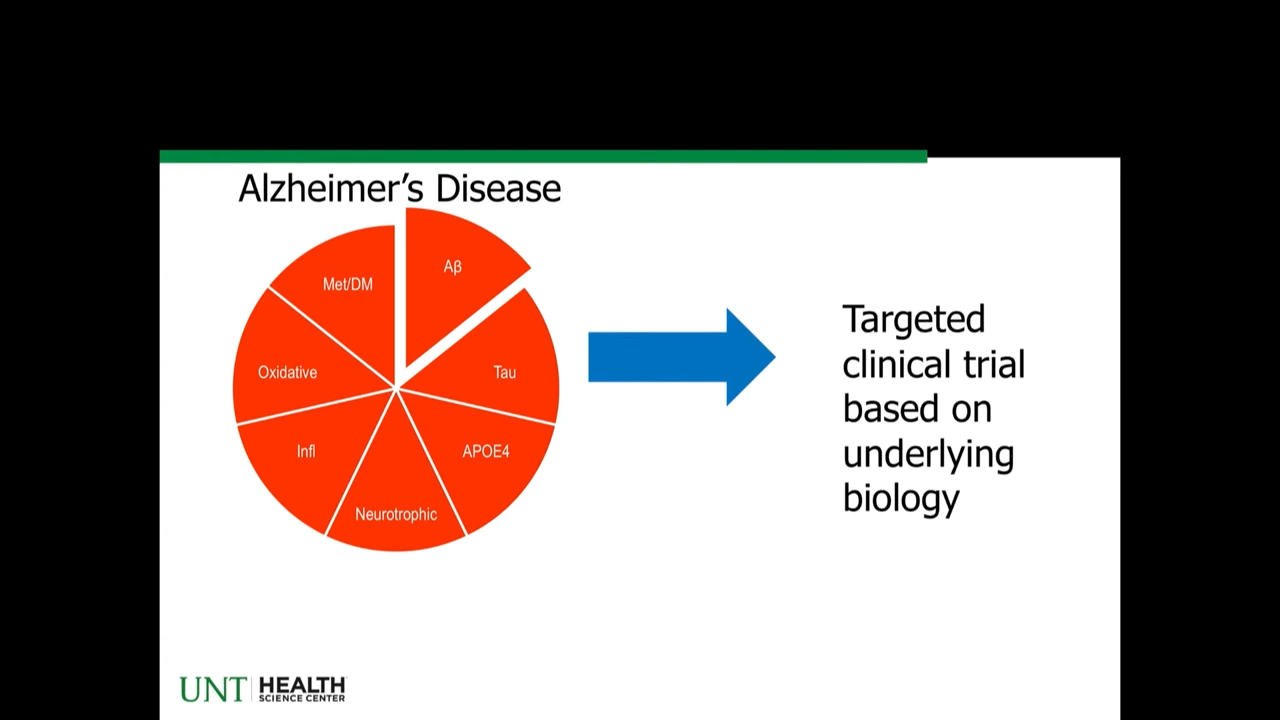 Alzheimer’s Disease
Aβ
Met/DM
Tau
Oxidative
Infl
APOE4
Neurotrophic
Targeted
clinical trial
based on
underlying
biology
UNT HEALTH
SCIENCE CENTER